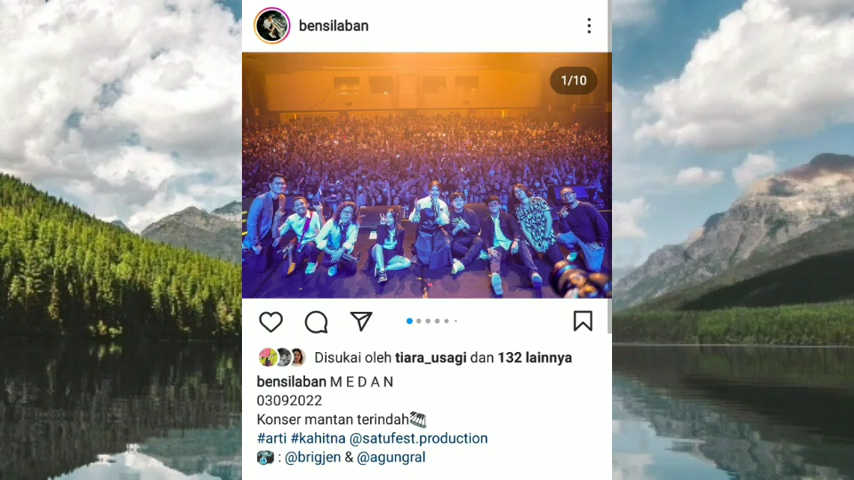 bensilaban
1/10
Disukai oleh tiara_usagi dan 132 lainnya
bensilaban M E D A N
03092022
Konser mantan terindah🎹
#arti #kahitna @satufest.production
📷 : @brigjen & @agungral